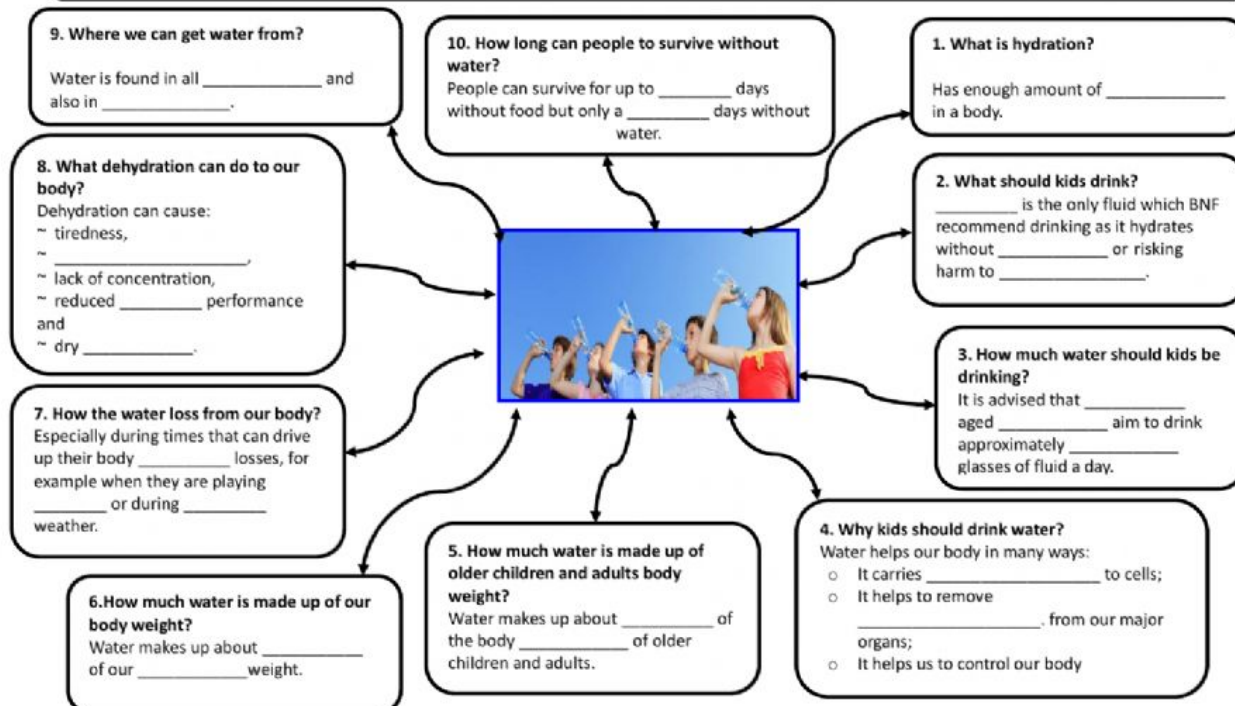 9. Where we can get water from?
Water is found in all _____________ and
also in ______________.
10. How long can people to survive without
water?
People can survive for up to ________ days
without food but only a _________ days without
water.
1. What is hydration?
Has enough amount of _____________
in a body.
8. What dehydration can do to our
body?
Dehydration can cause:
~ tiredness,
~ _____________________,
~ lack of concentration,
~ reduced _________ performance
and
~ dry ____________.
2. What should kids drink?
_________ is the only fluid which BNF
recommend drinking as it hydrates
without ____________ or risking
harm to ________________.
3. How much water should kids be
drinking?
It is advised that ___________
aged ____________ aim to drink
approximately ____________
glasses of fluid a day.
7. How the water loss from our body?
Especially during times that can drive
up their body __________ losses, for
example when they are playing
________ or during _________
weather.
6.How much water is made up of our
body weight?
Water makes up about ___________
of our ____________weight.
5. How much water is made up of
older children and adults body
weight?
Water makes up about __________ of
the body ____________ of older
children and adults.
4. Why kids should drink water?
Water helps our body in many ways:
○ It carries ___________________ to cells;
○ It helps to remove
____________________. from our major
organs;
○ It helps us to control our body